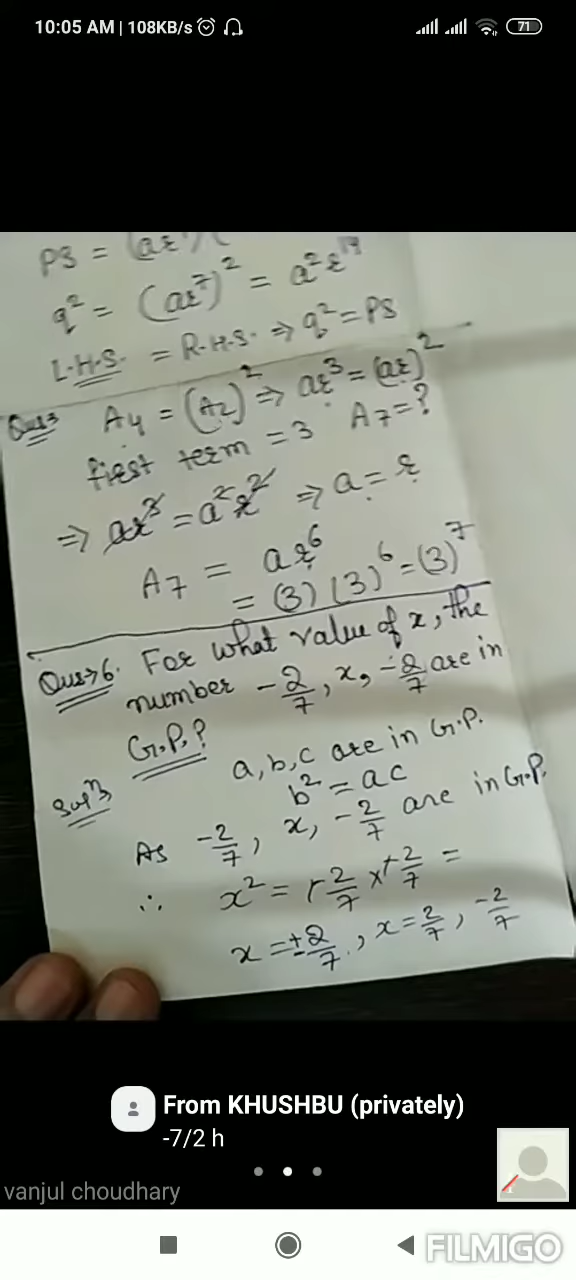 10:05 AM | 108KB/s
71
PS =
q² = (ar⁷)² = a²r¹⁴
L.H.S. = R.H.S. ⇒ q² = PS
Ques A₄ = (A₂)² ⇒ ar³ = (ar)²
first term = 3 A₇ = ?
⇒ ar³ = a²r² ⇒ a = r
A₇ = ar⁶
= (3) (3)⁶ = (3)⁷
Ques→6. For what value of x, the
number -2/7, x, -2/7 are in
G.P.?
Solⁿ a, b, c are in G.P.
b² = ac
As -2/7, x, -2/7 are in G.P.
∴ x² = +2/7 × +2/7 =
x = ±2/7, x = 2/7, -2/7
From KHUSHBU (privately)
-7/2 h
vanjul choudhary
FILMIGO